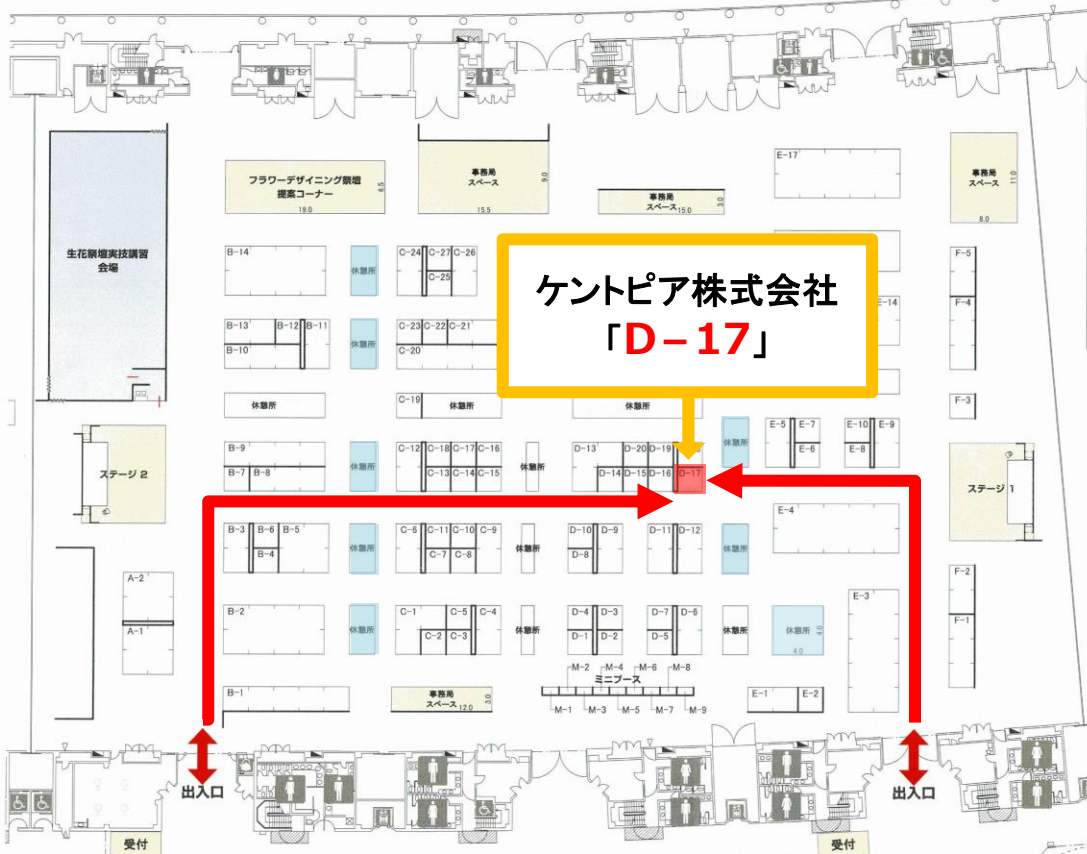 フラワーデザイニング祭壇
提案コーナー
19.0
6.5
事務局
スペース
15.5
9.0
事務局
スペース
15.0
3.0
E-17
事務局
スペース
8.0
11.0
生花祭壇実技講習
会場
B-14
休憩所
C-24
C-27
C-26
C-25
ケントピア株式会社
「D-17」
F-5
E-14
F-4
B-13
B-12
B-11
B-10
休憩所
C-23
C-22
C-21
C-20
休憩所
C-19
休憩所
休憩所
F-3
ステージ 2
B-9
B-7
B-8
休憩所
C-12
C-18
C-17
C-16
C-13
C-14
C-15
休憩所
D-13
D-20
D-19
D-14
D-15
D-16
D-17
休憩所
E-5
E-7
E-6
E-10
E-9
E-8
ステージ 1
B-3
B-6
B-5
B-4
休憩所
C-6
C-11
C-10
C-9
C-7
C-8
休憩所
D-10
D-9
D-8
D-11
D-12
休憩所
E-4
A-2
A-1
B-2
休憩所
C-1
C-5
C-4
C-2
C-3
休憩所
D-4
D-3
D-1
D-2
D-7
D-6
D-5
休憩所
休憩所
4.0
4.0
E-3
F-2
F-1
B-1
事務局
スペース
12.0
3.0
M-2
M-4
M-6
M-8
ミニブース
M-1
M-3
M-5
M-7
M-9
E-1
E-2
出入口
出入口
受付
受付